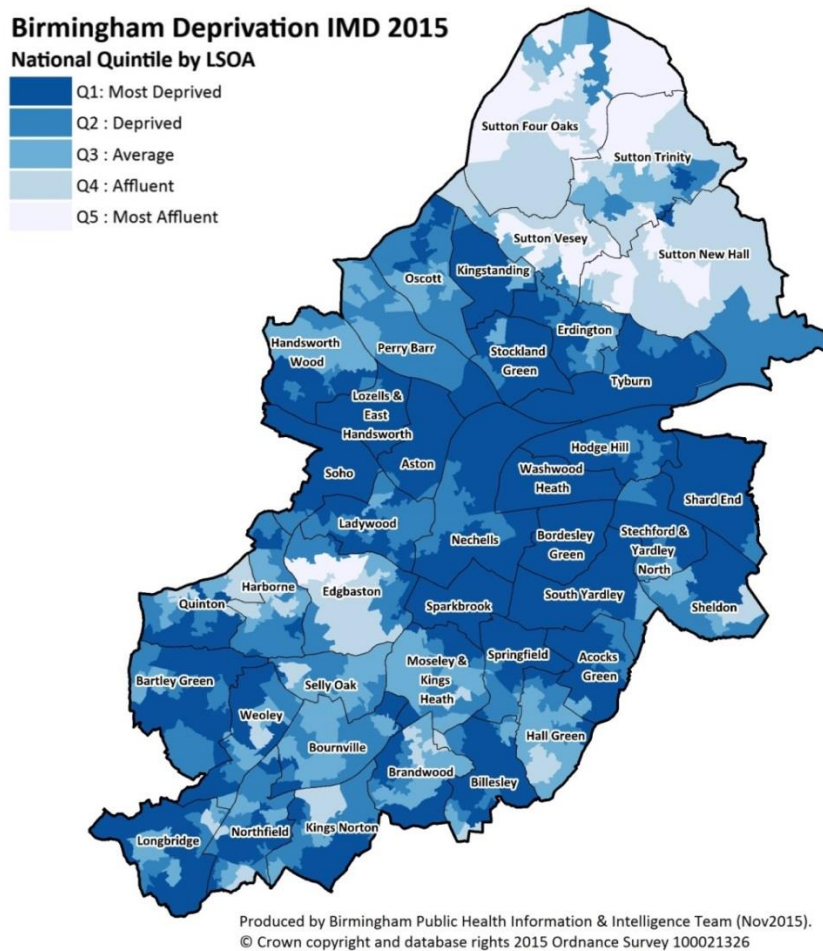 Birmingham Deprivation IMD 2015
National Quintile by LSOA
Q1: Most Deprived
Q2 : Deprived
Q3 : Average
Q4 : Affluent
Q5 : Most Affluent
Sutton Four Oaks
Sutton Trinity
Sutton Vesey
Sutton New Hall
Oscott
Kingstanding
Erdington
Handsworth
Wood
Perry Barr
Stockland
Green
Tyburn
Lozells &
East
Handsworth
Hodge Hill
Soho
Aston
Washwood
Heath
Shard End
Ladywood
Nechells
Bordesley
Green
Stechford &
Yardley
North
Quinton
Harborne
Edgbaston
Sparkbrook
South Yardley
Sheldon
Bartley Green
Selly Oak
Moseley &
Kings
Heath
Springfield
Acocks
Green
Weoley
Bournville
Hall Green
Brandwood
Billesley
Longbridge
Northfield
Kings Norton
Produced by Birmingham Public Health Information & Intelligence Team (Nov2015).
© Crown copyright and database rights 2015 Ordnance Survey 100021326